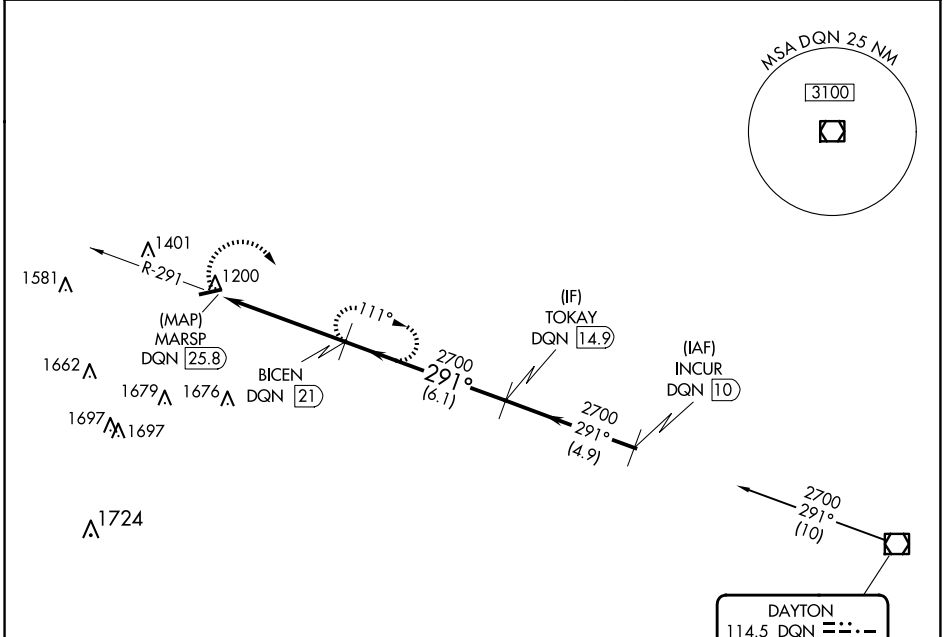 MSA DQN 25 NM
3100
1401
R-291
1581
1200
(MAP)
MARSP
DQN 25.8
111°
(IF)
TOKAY
DQN 14.9
(IAF)
INCUR
DQN 10
1662
BICEN
DQN 21
2700
291°
(6.1)
1679
1676
1697
1697
2700
291°
(4.9)
1724
2700
291°
(10)
DAYTON
114.5 DQN